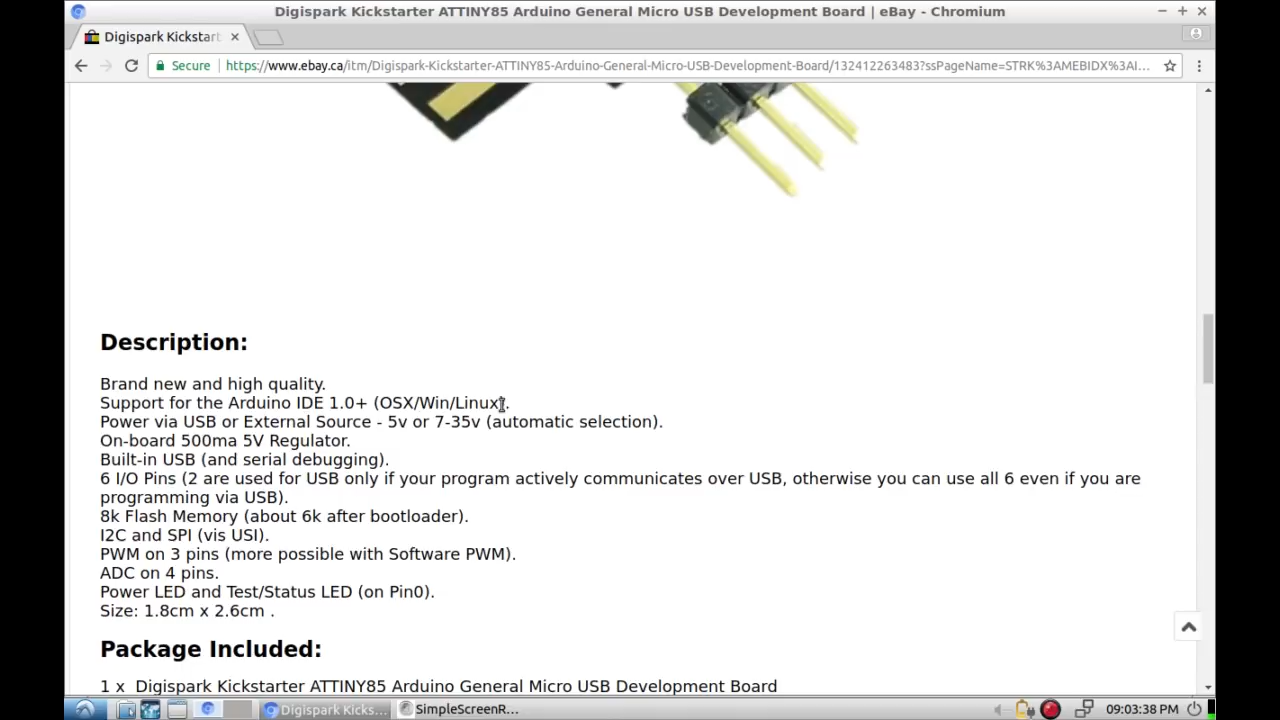 Digispark Kickstarter ATTINY85 Arduino General Micro USB Development Board | eBay - Chromium
Digispark Kickstart
Secure
https://www.ebay.ca/itm/Digispark-Kickstarter-ATTINY85-Arduino-General-Micro-USB-Development-Board/132412263483?ssPageName=STRK%3AMEBIDX%3AI...
Description:
Brand new and high quality.
Support for the Arduino IDE 1.0+ (OSX/Win/Linux).
Power via USB or External Source - 5v or 7-35v (automatic selection).
On-board 500ma 5V Regulator.
Built-in USB (and serial debugging).
6 I/O Pins (2 are used for USB only if your program actively communicates over USB, otherwise you can use all 6 even if you are
programming via USB).
8k Flash Memory (about 6k after bootloader).
I2C and SPI (vis USI).
PWM on 3 pins (more possible with Software PWM).
ADC on 4 pins.
Power LED and Test/Status LED (on Pin0).
Size: 1.8cm x 2.6cm .
Package Included:
1 x Digispark Kickstarter ATTINY85 Arduino General Micro USB Development Board
Digispark Kicks...
SimpleScreenR...
09:03:38 PM